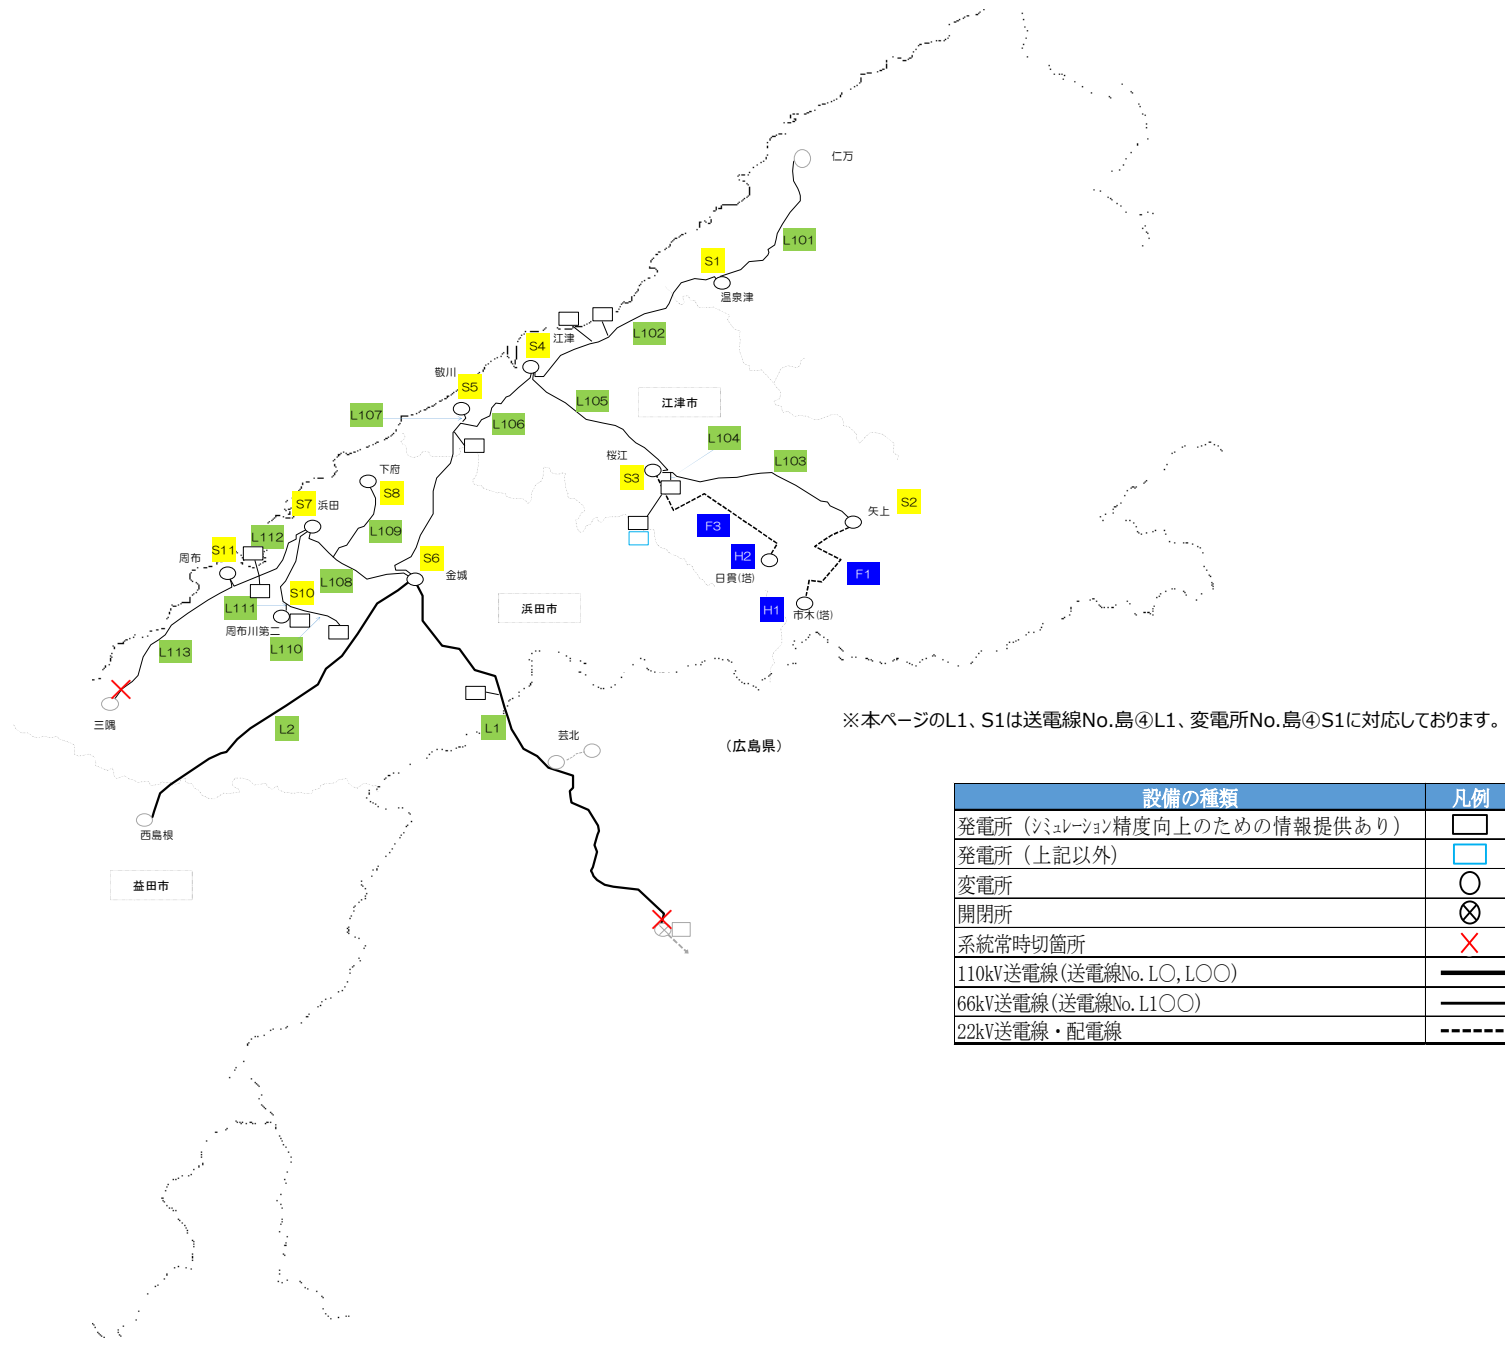 仁万
L101
S1
温泉津
L102
江津
S4
敬川
S5
L107
L106
L105
江津市
L104
L103
桜江
S3
下府
S8
S2
矢上
S7
浜田
L109
L112
S11
周布
F3
H2
日貫(塔)
F1
H1
市木(塔)
S6
金城
L108
S10
L111
周布川第二
L110
浜田市
L113
三隅
L2
L1
芸北
(広島県)
※本ページのL1、S1は送電線No.島④L1、変電所No.島④S1に対応しております。
西島根
益田市
設備の種類 凡例
発電所(シミュレーション精度向上のための情報提供あり)
発電所(上記以外)
変電所
開閉所
系統常時切箇所
110kV送電線(送電線No.L○,L○○)
66kV送電線(送電線No.L1○○)
22kV送電線・配電線